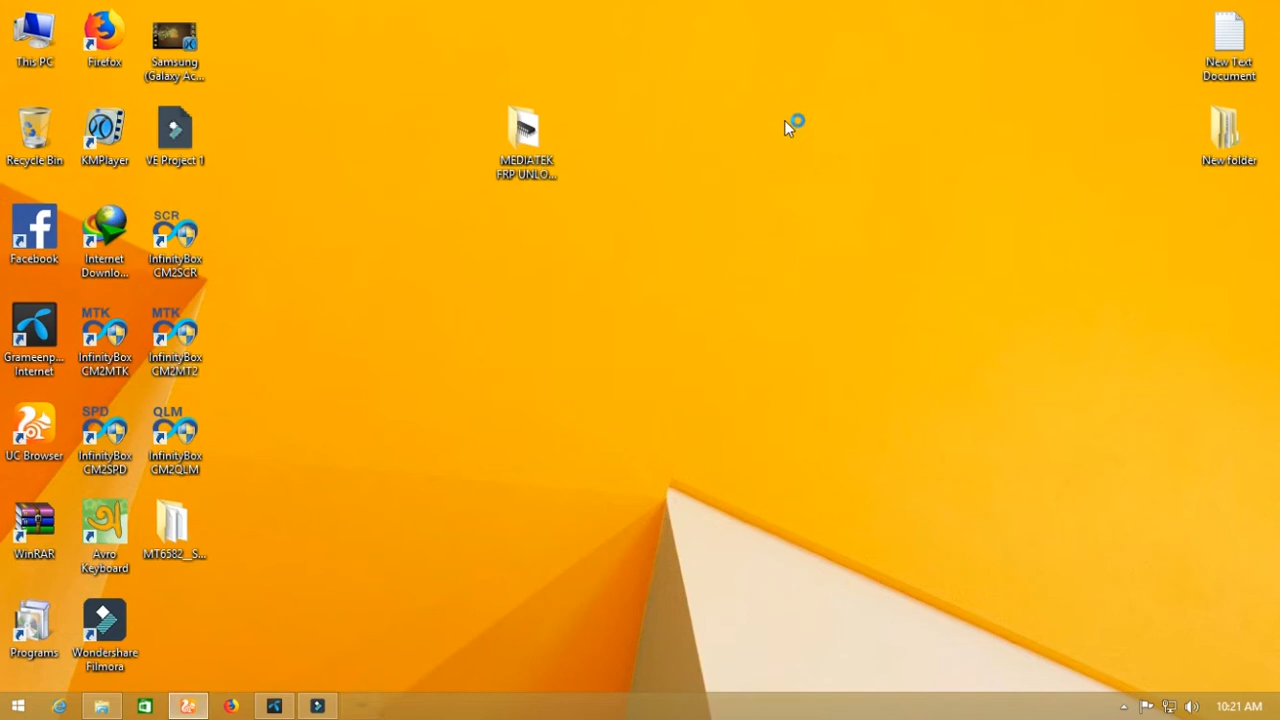 This PC
Firefox
Samsung
(Galaxy Ac...
Recycle Bin
KMPlayer
VE Project 1
Facebook
Internet
Downlo...
SCR
InfinityBox
CM2SCR
Grameenp...
Internet
MTK
InfinityBox
CM2MTK
MTK
InfinityBox
CM2MT2
UC Browser
SPD
InfinityBox
CM2SPD
QLM
InfinityBox
CM2QLM
WinRAR
অ
Avro
Keyboard
MT6582__S...
Programs
Wondershare
Filmora
MEDIATEK
FRP UNLO...
New Text
Document
New folder
10:21 AM